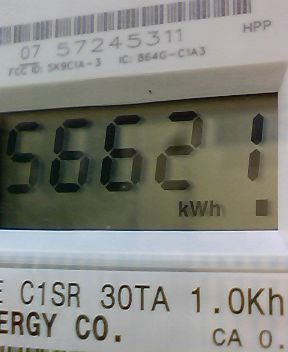 HPP
07 57245311
FCC ID: SK9C1A-3 IC: 864G-C1A3
56621
kWh
E C1SR 30TA 1.0Kh
ERGY CO. CA 0.